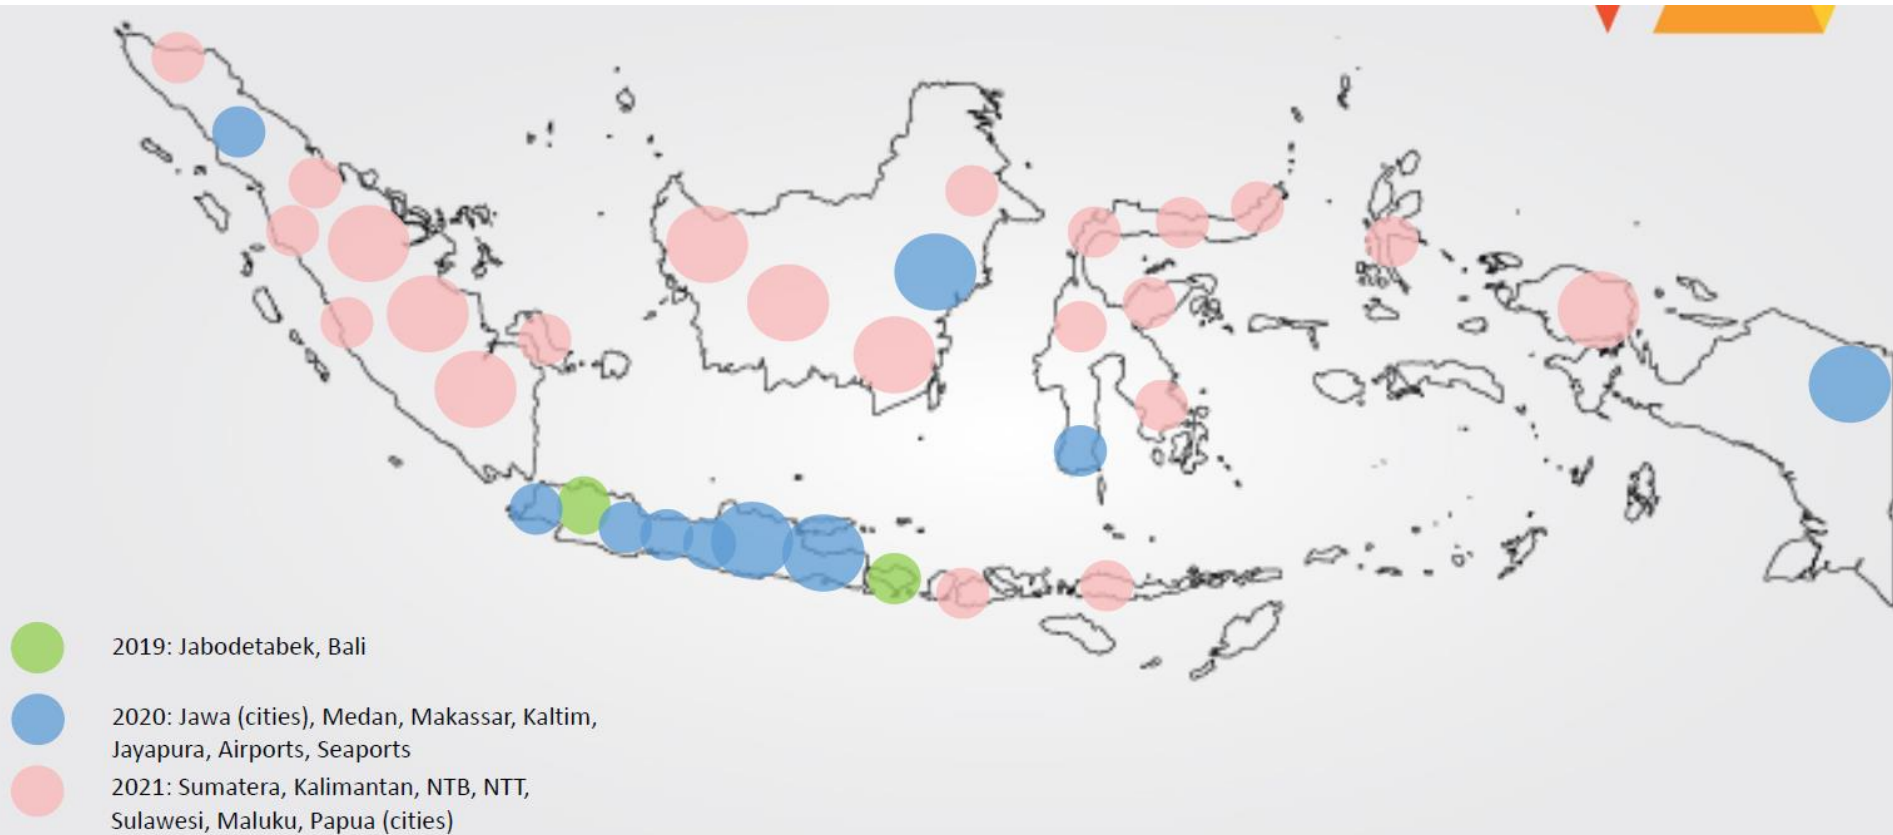 2019: Jabodetabek, Bali
2020: Jawa (cities), Medan, Makassar, Kaltim,
Jayapura, Airports, Seaports
2021: Sumatera, Kalimantan, NTB, NTT,
Sulawesi, Maluku, Papua (cities)